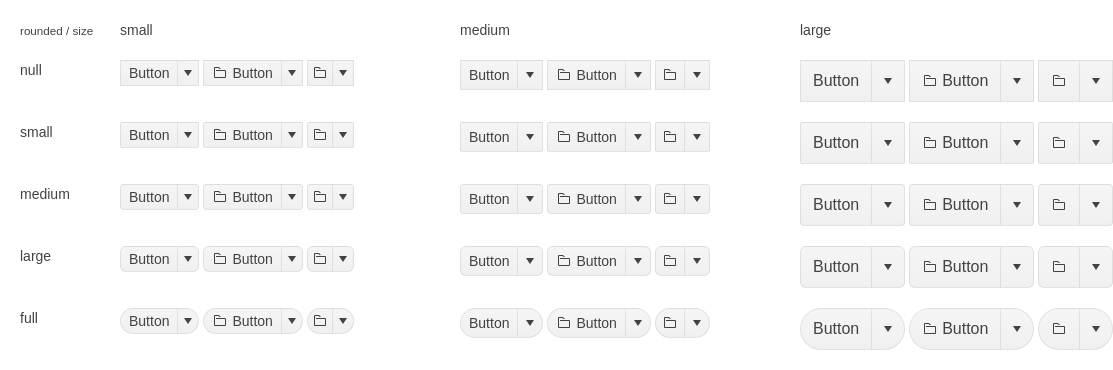 rounded / size small medium large
null Button Button Button Button Button Button
small Button Button Button Button Button Button
medium Button Button Button Button Button Button
large Button Button Button Button Button Button
full Button Button Button Button Button Button